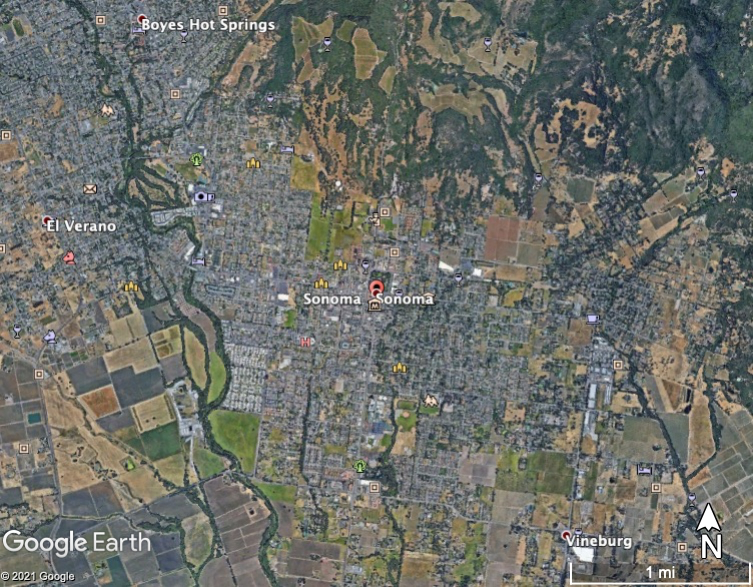 Boyes Hot Springs
El Verano
Sonoma Sonoma
Vineburg
Google Earth
© 2021 Google
N
1 mi